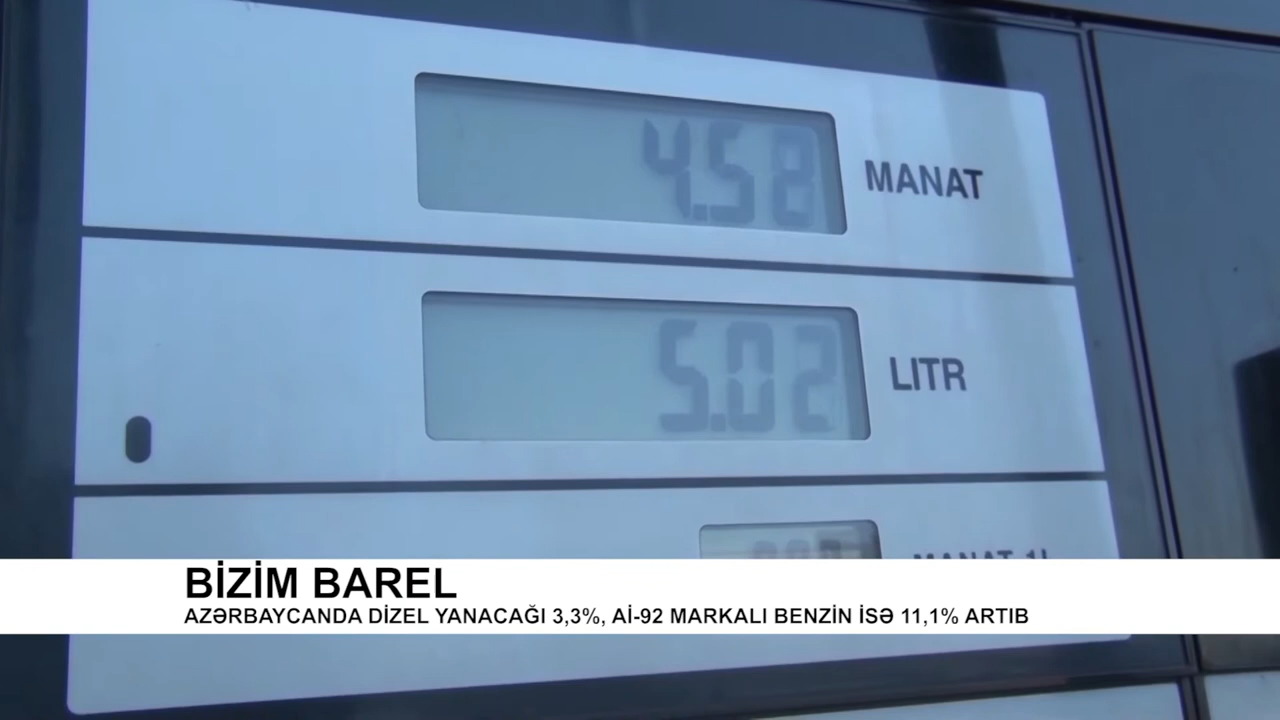 4.58 MANAT
5.02 LITR
BİZİM BAREL
AZƏRBAYCANDA DİZEL YANACAĞI 3,3%, Aİ-92 MARKALI BENZİN İSƏ 11,1% ARTIB